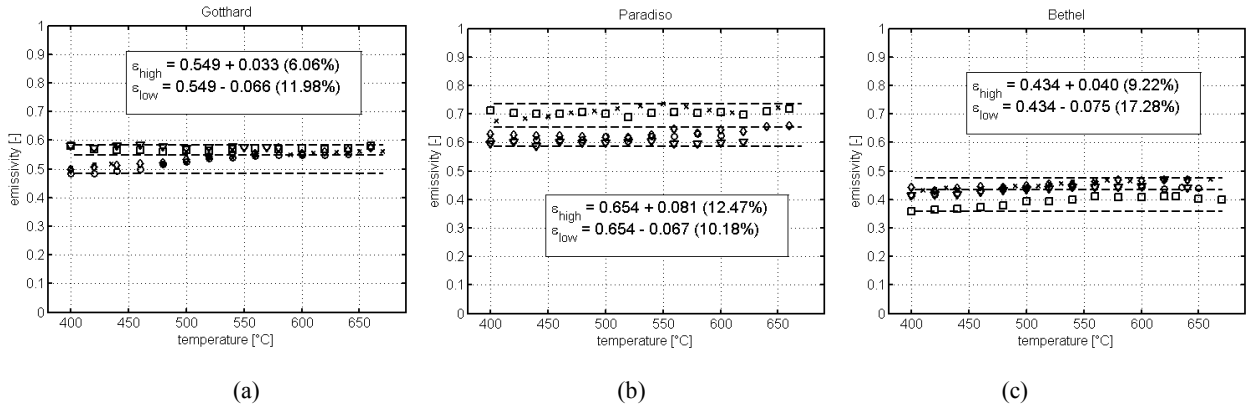 Gotthard
1
0.9
0.8
0.7
0.6
0.5
0.4
0.3
0.2
0.1
0
emissivity [-]
εhigh = 0.549 + 0.033 (6.06%)
εlow = 0.549 - 0.066 (11.98%)
400 450 500 550 600 650
temperature [°C]
(a)
Paradiso
1
0.9
0.8
0.7
0.6
0.5
0.4
0.3
0.2
0.1
0
emissivity [-]
εhigh = 0.654 + 0.081 (12.47%)
εlow = 0.654 - 0.067 (10.18%)
400 450 500 550 600 650
temperature [°C]
(b)
Bethel
1
0.9
0.8
0.7
0.6
0.5
0.4
0.3
0.2
0.1
0
emissivity [-]
εhigh = 0.434 + 0.040 (9.22%)
εlow = 0.434 - 0.075 (17.28%)
400 450 500 550 600 650
temperature [°C]
(c)